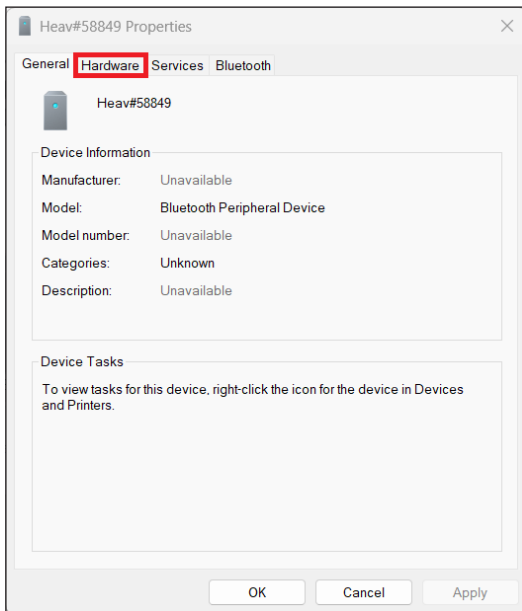 Heav#58849 Properties
General Hardware Services Bluetooth
Heav#58849
Device Information
Manufacturer: Unavailable
Model: Bluetooth Peripheral Device
Model number: Unavailable
Categories: Unknown
Description: Unavailable
Device Tasks
To view tasks for this device, right-click the icon for the device in Devices
and Printers.
OK Cancel Apply